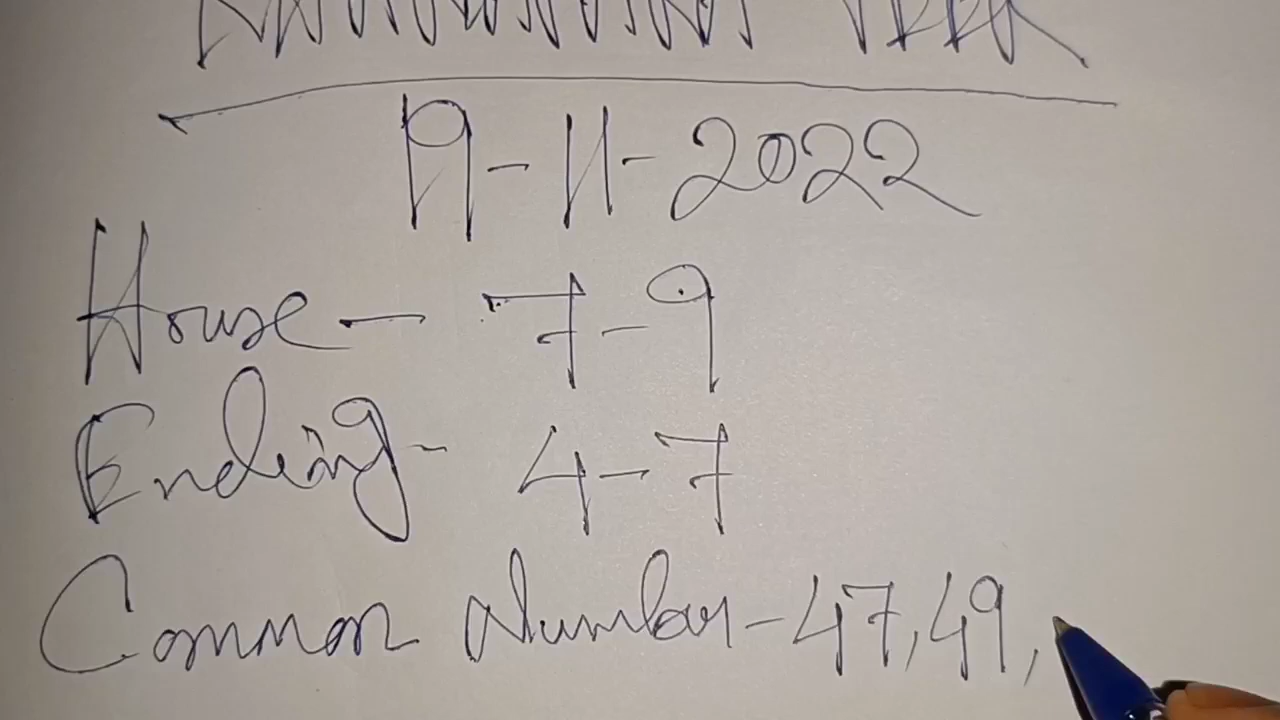 19-11-2022
House - 7-9
Ending - 4-7
Common Number - 47, 49,